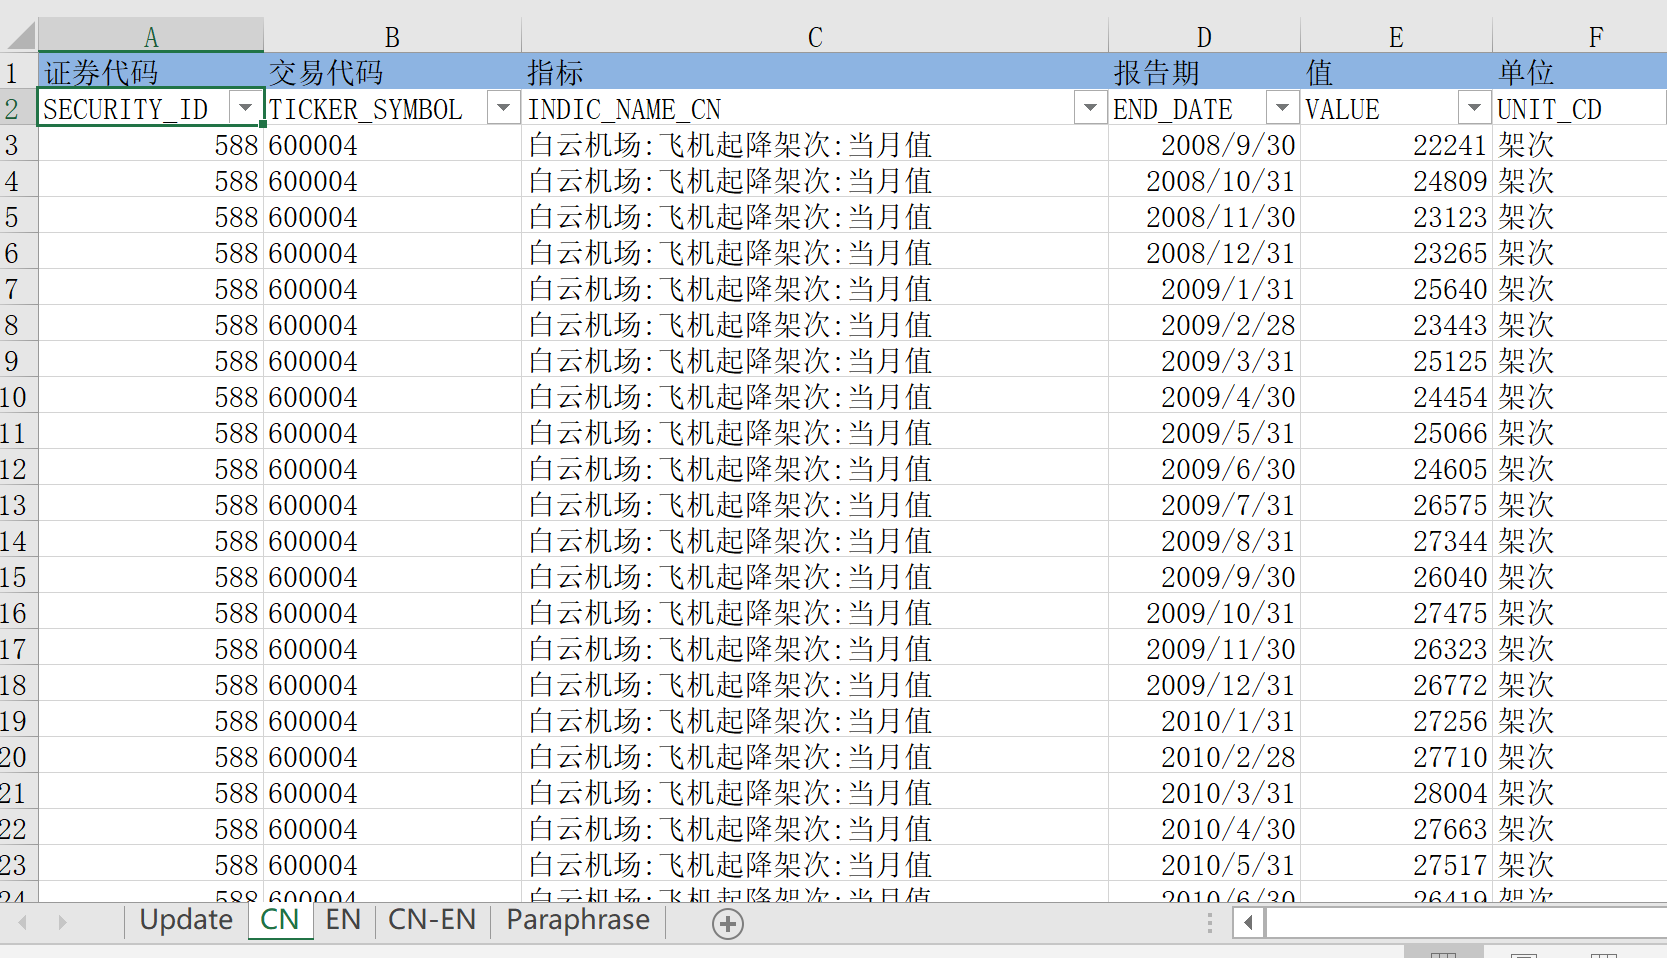 A B C D E F
1 证券代码 交易代码 指标 报告期 值 单位
2 SECURITY_ID TICKER_SYMBOL INDIC_NAME_CN END_DATE VALUE UNIT_CD
3 588 600004 白云机场:飞机起降架次:当月值 2008/9/30 22241 架次
4 588 600004 白云机场:飞机起降架次:当月值 2008/10/31 24809 架次
5 588 600004 白云机场:飞机起降架次:当月值 2008/11/30 23123 架次
6 588 600004 白云机场:飞机起降架次:当月值 2008/12/31 23265 架次
7 588 600004 白云机场:飞机起降架次:当月值 2009/1/31 25640 架次
8 588 600004 白云机场:飞机起降架次:当月值 2009/2/28 23443 架次
9 588 600004 白云机场:飞机起降架次:当月值 2009/3/31 25125 架次
10 588 600004 白云机场:飞机起降架次:当月值 2009/4/30 24454 架次
11 588 600004 白云机场:飞机起降架次:当月值 2009/5/31 25066 架次
12 588 600004 白云机场:飞机起降架次:当月值 2009/6/30 24605 架次
13 588 600004 白云机场:飞机起降架次:当月值 2009/7/31 26575 架次
14 588 600004 白云机场:飞机起降架次:当月值 2009/8/31 27344 架次
15 588 600004 白云机场:飞机起降架次:当月值 2009/9/30 26040 架次
16 588 600004 白云机场:飞机起降架次:当月值 2009/10/31 27475 架次
17 588 600004 白云机场:飞机起降架次:当月值 2009/11/30 26323 架次
18 588 600004 白云机场:飞机起降架次:当月值 2009/12/31 26772 架次
19 588 600004 白云机场:飞机起降架次:当月值 2010/1/31 27256 架次
20 588 600004 白云机场:飞机起降架次:当月值 2010/2/28 27710 架次
21 588 600004 白云机场:飞机起降架次:当月值 2010/3/31 28004 架次
22 588 600004 白云机场:飞机起降架次:当月值 2010/4/30 27663 架次
23 588 600004 白云机场:飞机起降架次:当月值 2010/5/31 27517 架次
24 588 600004 白云机场:飞机起降架次:当月值 2010/6/30 26419 架次
Update CN EN CN-EN Paraphrase